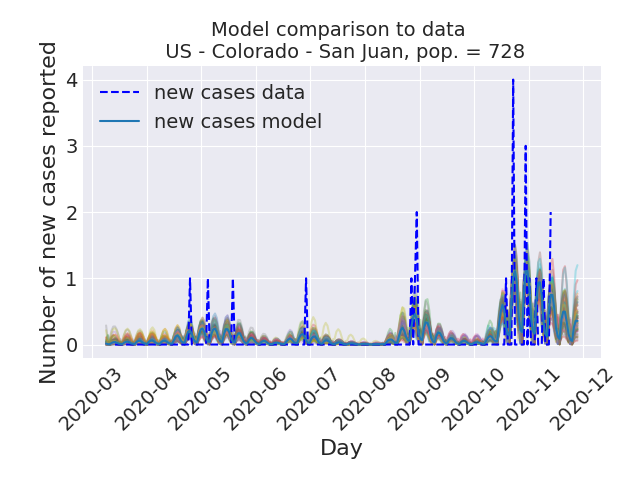 Model comparison to data
US - Colorado - San Juan, pop. = 728
Number of new cases reported
4
3
2
1
0
new cases data
new cases model
2020-03
2020-04
2020-05
2020-06
2020-07
2020-08
2020-09
2020-10
2020-11
2020-12
Day